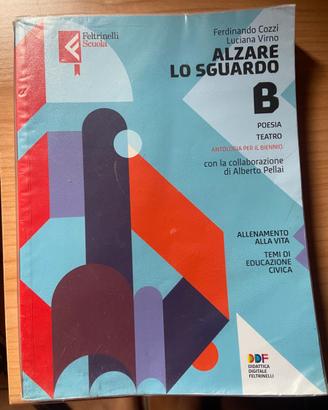 Feltrinelli
Scuola
Ferdinando Cozzi
Luciana Virno
ALZARE
LO SGUARDO
B
POESIA
TEATRO
ANTOLOGIA PER IL BIENNIO
con la collaborazione
di Alberto Pellai
ALLENAMENTO
ALLA VITA
TEMI DI
EDUCAZIONE
CIVICA
DDF
DIDATTICA
DIGITALE
FELTRINELLI